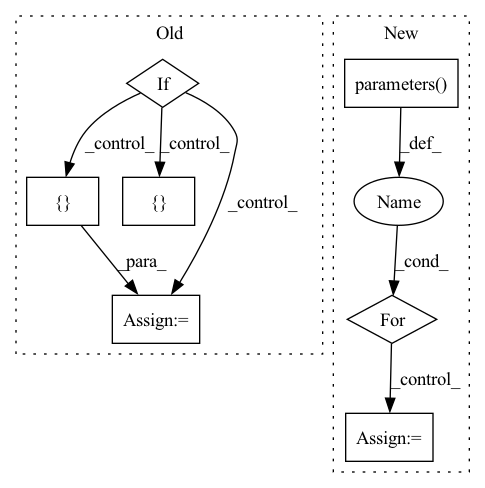 Old
New
If
parameters()
_control_
_control_
_def_
_control_
{}
{}
Name
_para_
_cond_
Assign:=
For
_control_
Assign:=